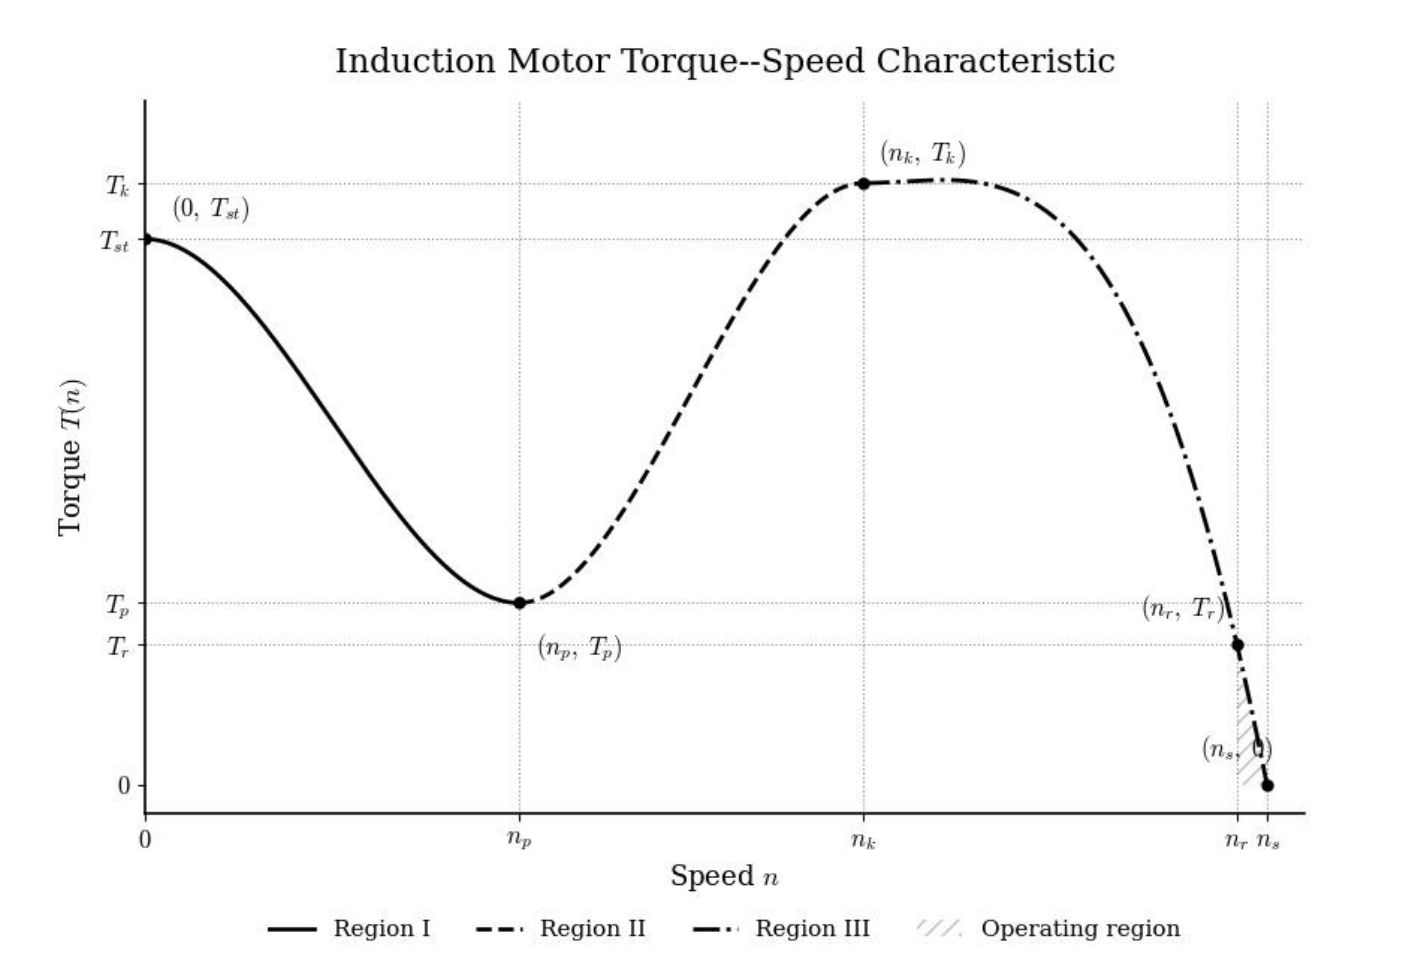 Induction Motor Torque--Speed Characteristic
(n_k, T_k)
T_k
(0, T_st)
T_st
Torque T(n)
T_p
(n_r, T_r)
T_r
(n_p, T_p)
(n_s, 0)
0
0 n_p n_k n_r n_s
Speed n
Region I Region II Region III Operating region